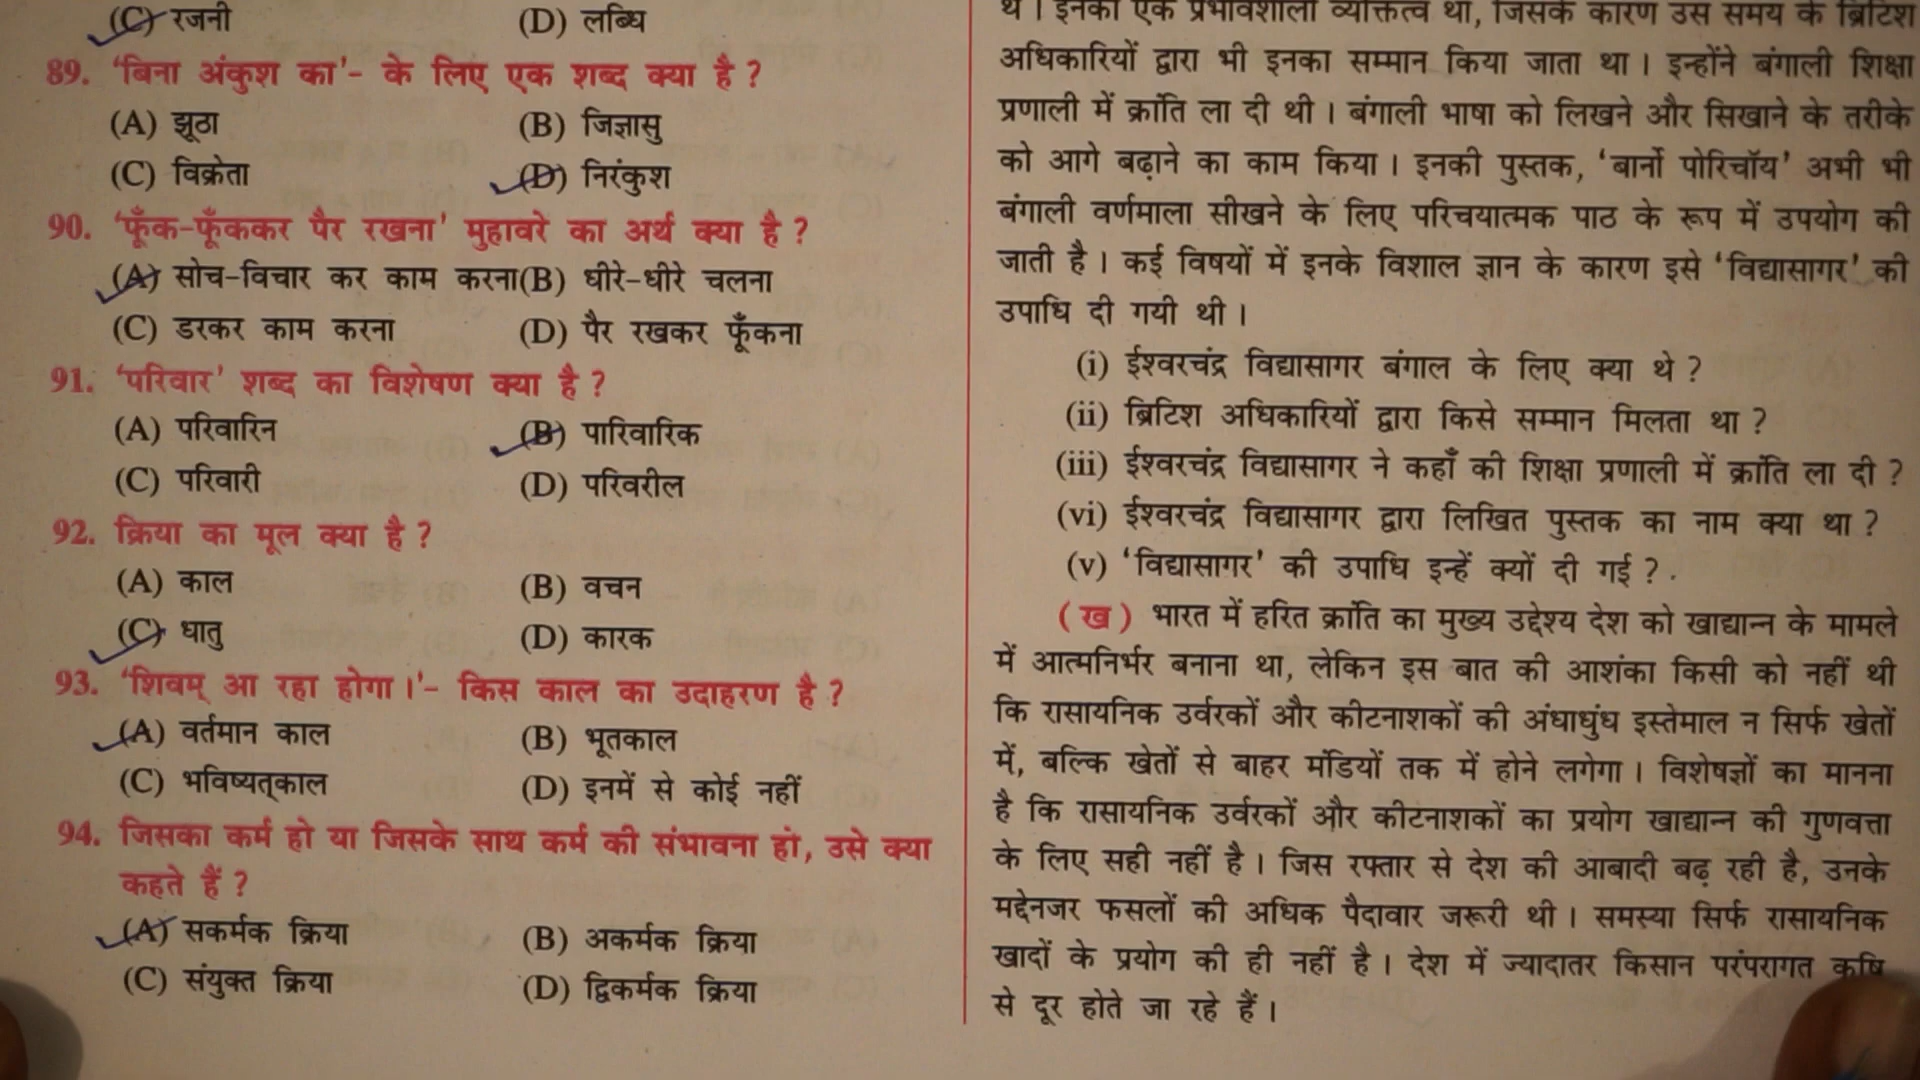 (C) रजनी (D) लब्धि
89. 'बिना अंकुश का'- के लिए एक शब्द क्या है ?
(A) झूठा (B) जिज्ञासु
(C) विक्रेता (D) निरंकुश
90. 'फूँक-फूँककर पैर रखना' मुहावरे का अर्थ क्या है ?
(A) सोच-विचार कर काम करना(B) धीरे-धीरे चलना
(C) डरकर काम करना (D) पैर रखकर फूँकना
91. 'परिवार' शब्द का विशेषण क्या है ?
(A) परिवारिन (B) पारिवारिक
(C) परिवारी (D) परिवरील
92. क्रिया का मूल क्या है ?
(A) काल (B) वचन
(C) धातु (D) कारक
93. 'शिवम् आ रहा होगा।'- किस काल का उदाहरण है ?
(A) वर्तमान काल (B) भूतकाल
(C) भविष्यत्काल (D) इनमें से कोई नहीं
94. जिसका कर्म हो या जिसके साथ कर्म की संभावना हो, उसे क्या
कहते हैं ?
(A) सकर्मक क्रिया (B) अकर्मक क्रिया
(C) संयुक्त क्रिया (D) द्विकर्मक क्रिया
थे। इनका एक प्रभावशाली व्यक्तित्व था, जिसके कारण उस समय के ब्रिटिश
अधिकारियों द्वारा भी इनका सम्मान किया जाता था। इन्होंने बंगाली शिक्षा
प्रणाली में क्रांति ला दी थी। बंगाली भाषा को लिखने और सिखाने के तरीके
को आगे बढ़ाने का काम किया। इनकी पुस्तक, 'बार्नो पोरिचॉय' अभी भी
बंगाली वर्णमाला सीखने के लिए परिचयात्मक पाठ के रूप में उपयोग की
जाती है। कई विषयों में इनके विशाल ज्ञान के कारण इसे 'विद्यासागर' की
उपाधि दी गयी थी।
(i) ईश्वरचंद्र विद्यासागर बंगाल के लिए क्या थे ?
(ii) ब्रिटिश अधिकारियों द्वारा किसे सम्मान मिलता था ?
(iii) ईश्वरचंद्र विद्यासागर ने कहाँ की शिक्षा प्रणाली में क्रांति ला दी ?
(vi) ईश्वरचंद्र विद्यासागर द्वारा लिखित पुस्तक का नाम क्या था ?
(v) 'विद्यासागर' की उपाधि इन्हें क्यों दी गई ?.
(ख) भारत में हरित क्रांति का मुख्य उद्देश्य देश को खाद्यान्न के मामले
में आत्मनिर्भर बनाना था, लेकिन इस बात की आशंका किसी को नहीं थी
कि रासायनिक उर्वरकों और कीटनाशकों की अंधाधुंध इस्तेमाल न सिर्फ खेतों
में, बल्कि खेतों से बाहर मंडियों तक में होने लगेगा। विशेषज्ञों का मानना
है कि रासायनिक उर्वरकों और कीटनाशकों का प्रयोग खाद्यान्न की गुणवत्ता
के लिए सही नहीं है। जिस रफ्तार से देश की आबादी बढ़ रही है, उनके
मद्देनजर फसलों की अधिक पैदावार जरूरी थी। समस्या सिर्फ रासायनिक
खादों के प्रयोग की ही नहीं है। देश में ज्यादातर किसान परंपरागत कृषि
से दूर होते जा रहे हैं।